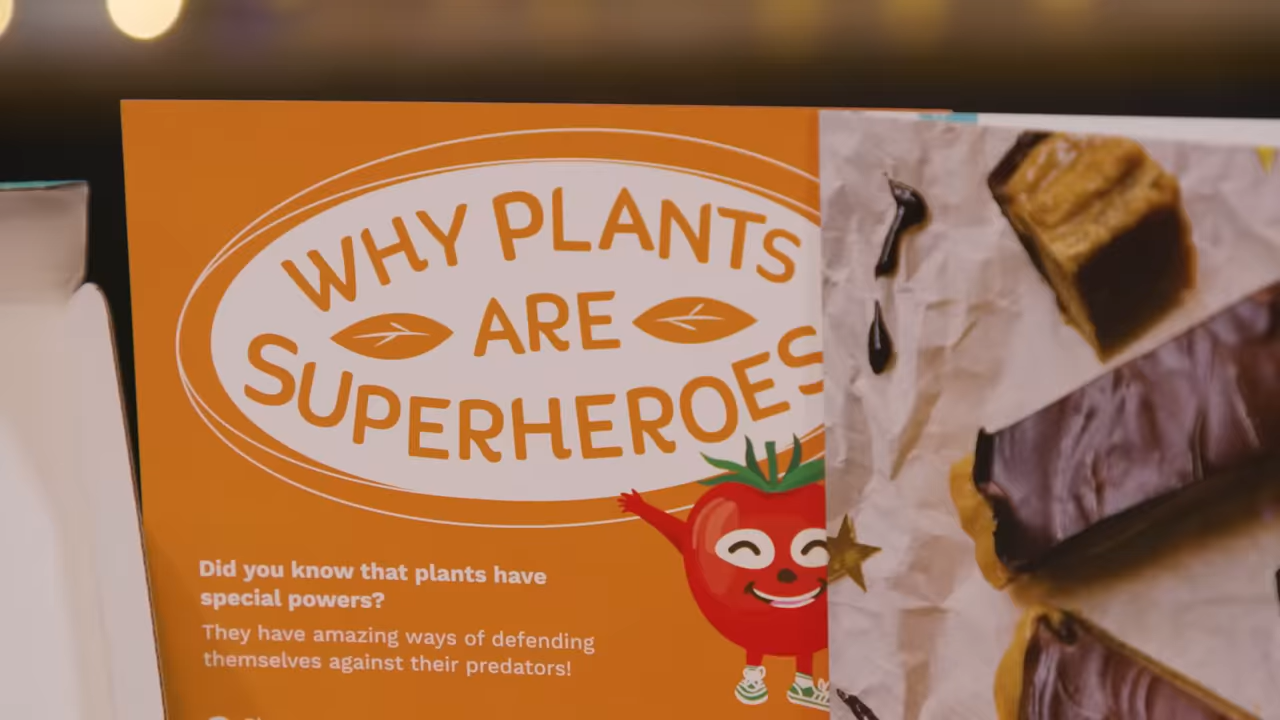 WHY PLANTS
ARE
SUPERHEROES
Did you know that plants have
special powers?
They have amazing ways of defending
themselves against their predators!